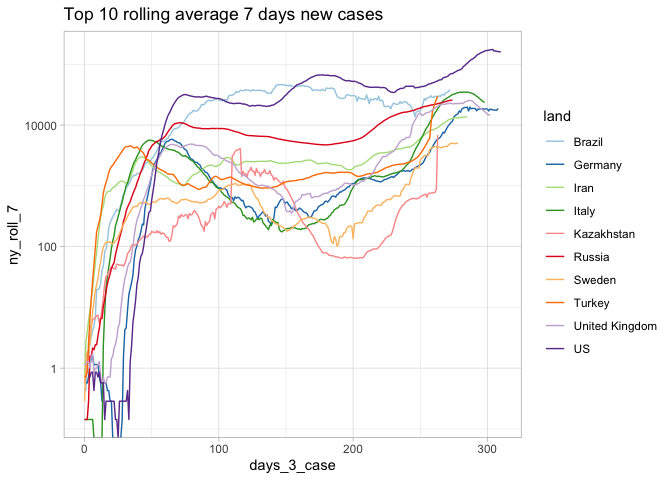 Top 10 rolling average 7 days new cases
ny_roll_7
10000
100
1
0
100
200
300
days_3_case
land
Brazil
Germany
Iran
Italy
Kazakhstan
Russia
Sweden
Turkey
United Kingdom
US